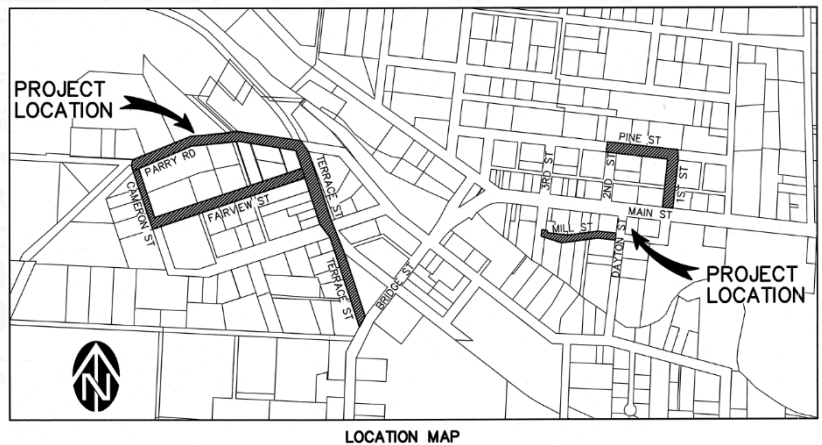 PROJECT
LOCATION
PARRY RD
CAMERON ST
FAIRVIEW ST
TERRACE ST
TERRACE ST
BRIDGE ST
PINE ST
3RD ST
2ND ST
1ST ST
MAIN ST
MILL ST
DAYTON ST
PROJECT
LOCATION
N
LOCATION MAP